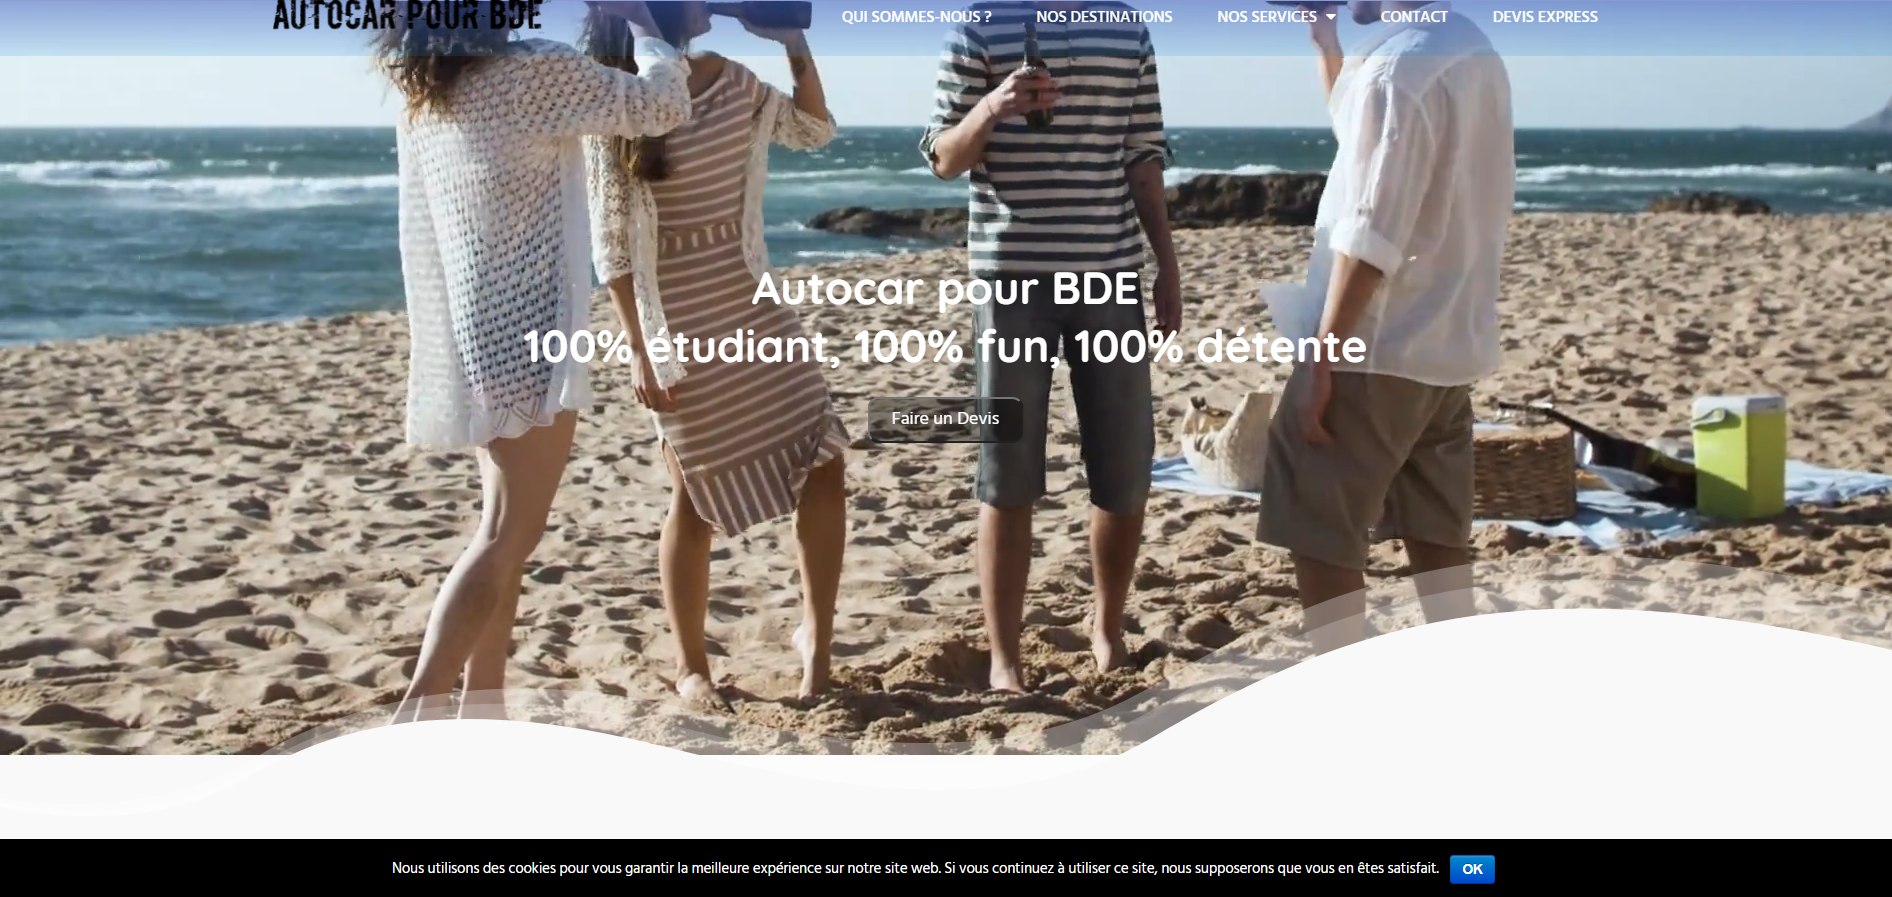 AUTOCAR POUR BDE
QUI SOMMES-NOUS ? NOS DESTINATIONS NOS SERVICES CONTACT DEVIS EXPRESS
Autocar pour BDE
100% étudiant, 100% fun, 100% détente
Faire un Devis
Nous utilisons des cookies pour vous garantir la meilleure expérience sur notre site web. Si vous continuez à utiliser ce site, nous supposerons que vous en êtes satisfait. OK